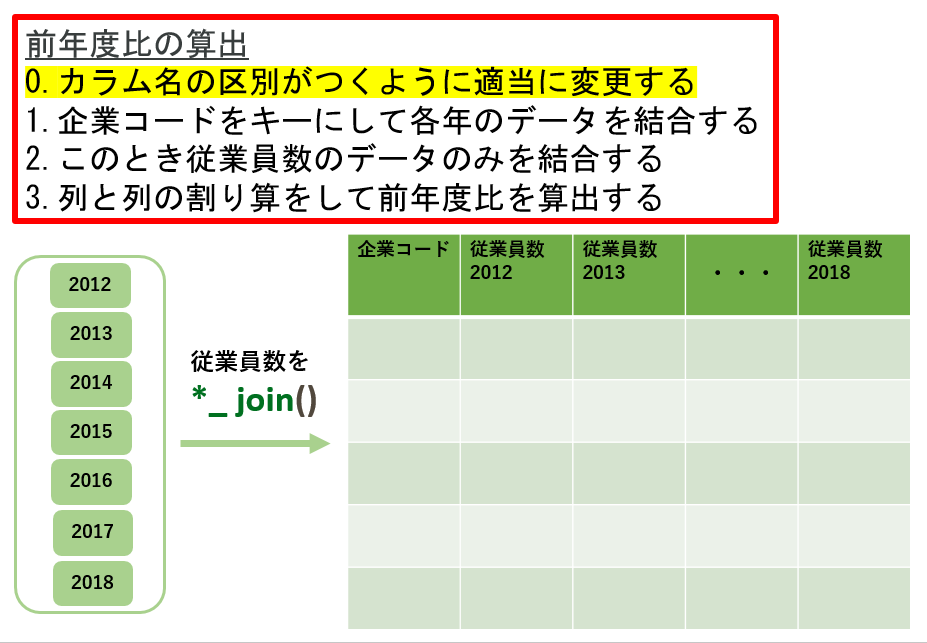 前年度比の算出
0. カラム名の区別がつくように適当に変更する
1. 企業コードをキーにして各年のデータを結合する
2. このとき従業員数のデータのみを結合する
3. 列と列の割り算をして前年度比を算出する
2012
2013
2014
2015
2016
2017
2018
従業員数を
*_ join()
企業コード
従業員数
2012
従業員数
2013
・・・
従業員数
2018